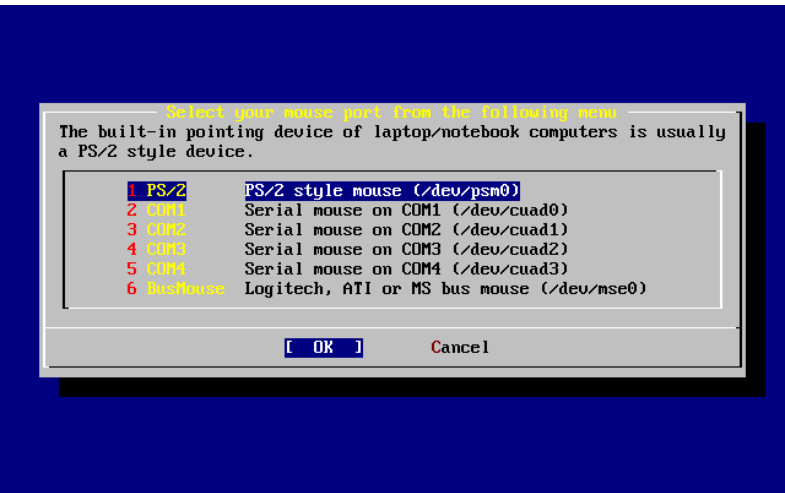 Select your mouse port from the following menu
The built-in pointing device of laptop/notebook computers is usually
a PS/2 style device.
1 PS/2 PS/2 style mouse (/dev/psm0)
2 COM1 Serial mouse on COM1 (/dev/cuad0)
3 COM2 Serial mouse on COM2 (/dev/cuad1)
4 COM3 Serial mouse on COM3 (/dev/cuad2)
5 COM4 Serial mouse on COM4 (/dev/cuad3)
6 BusMouse Logitech, ATI or MS bus mouse (/dev/mse0)
[ OK ] Cancel